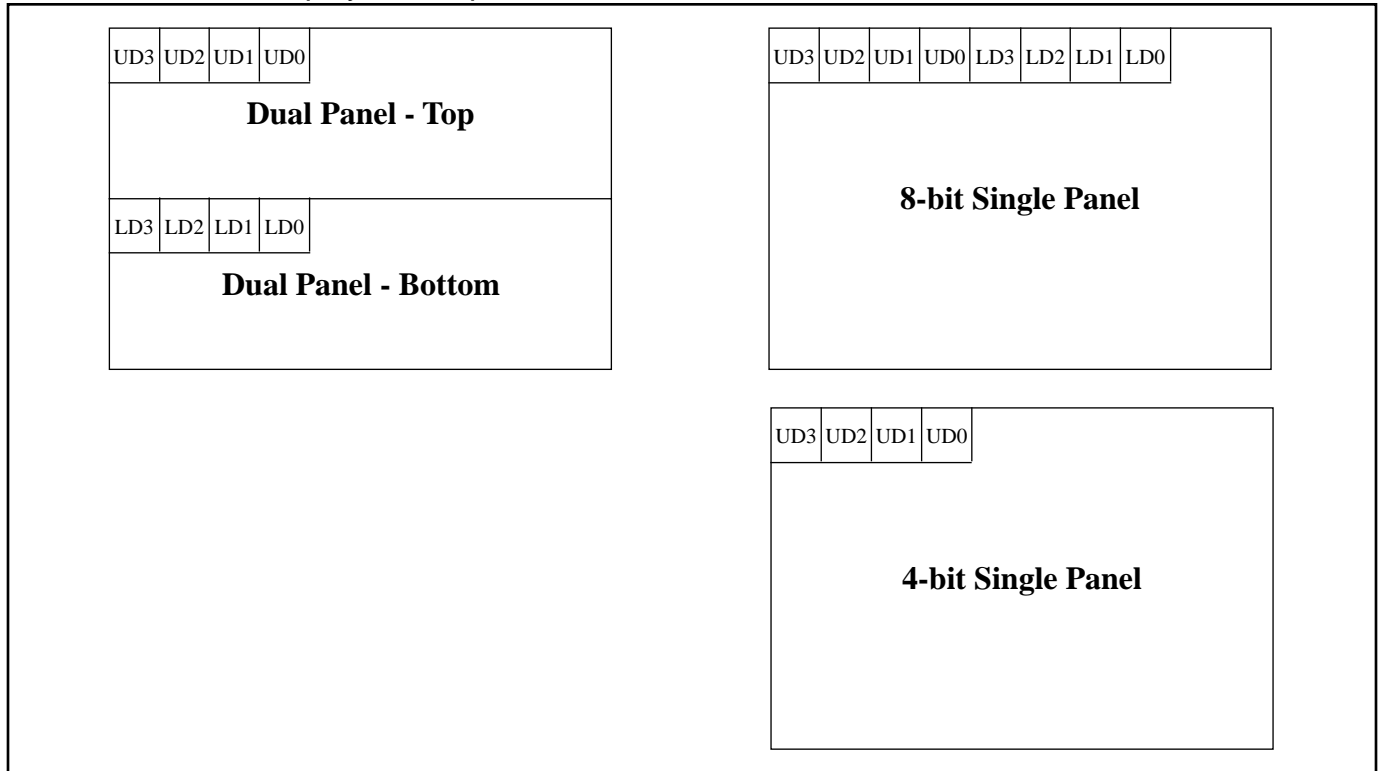 UD3 UD2 UD1 UD0
Dual Panel - Top
LD3 LD2 LD1 LD0
Dual Panel - Bottom
UD3 UD2 UD1 UD0 LD3 LD2 LD1 LD0
8-bit Single Panel
UD3 UD2 UD1 UD0
4-bit Single Panel